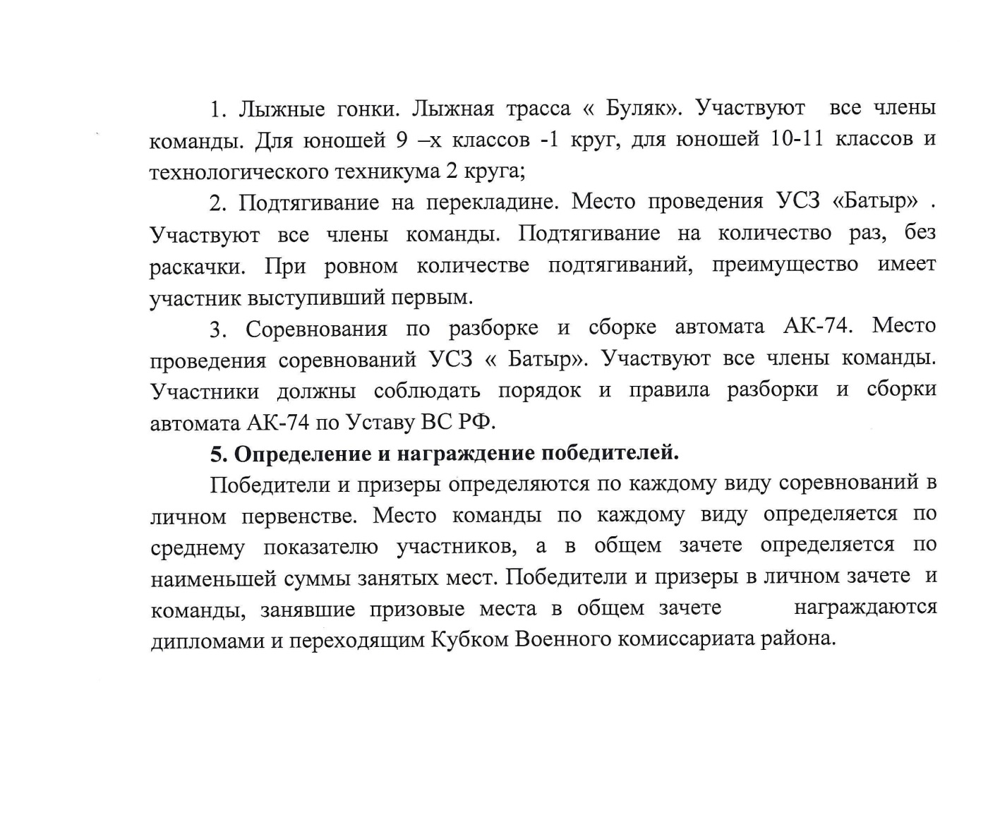 1. Лыжные гонки. Лыжная трасса « Буляк». Участвуют все члены
команды. Для юношей 9 –х классов -1 круг, для юношей 10-11 классов и
технологического техникума 2 круга;
2. Подтягивание на перекладине. Место проведения УСЗ «Батыр» .
Участвуют все члены команды. Подтягивание на количество раз, без
раскачки. При ровном количестве подтягиваний, преимущество имеет
участник выступивший первым.
3. Соревнования по разборке и сборке автомата АК-74. Место
проведения соревнований УСЗ « Батыр». Участвуют все члены команды.
Участники должны соблюдать порядок и правила разборки и сборки
автомата АК-74 по Уставу ВС РФ.
5. Определение и награждение победителей.
Победители и призеры определяются по каждому виду соревнований в
личном первенстве. Место команды по каждому виду определяется по
среднему показателю участников, а в общем зачете определяется по
наименьшей суммы занятых мест. Победители и призеры в личном зачете и
команды, занявшие призовые места в общем зачете награждаются
дипломами и переходящим Кубком Военного комиссариата района.